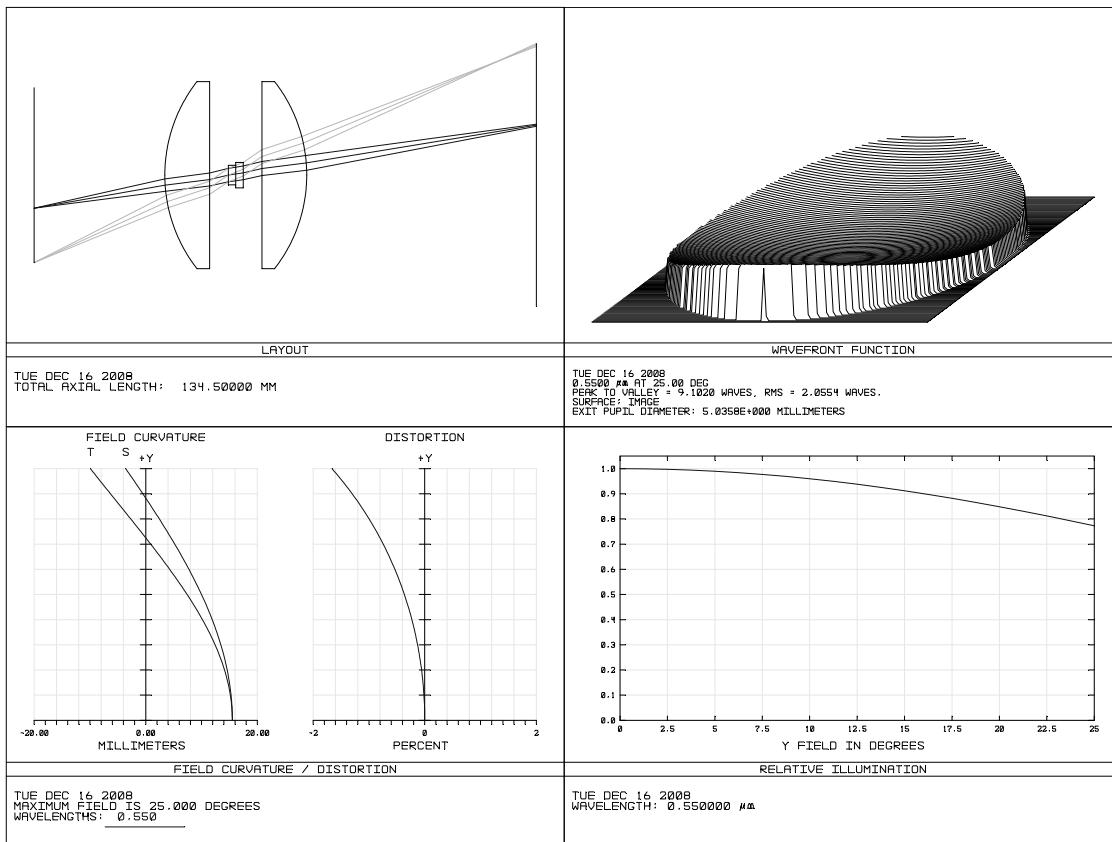 LAYOUT
TUE DEC 16 2008
TOTAL AXIAL LENGTH: 134.50000 MM
WAVEFRONT FUNCTION
TUE DEC 16 2008
0.5500 µm AT 25.00 DEG
PEAK TO VALLEY = 9.1020 WAVES, RMS = 2.0554 WAVES.
SURFACE: IMAGE
EXIT PUPIL DIAMETER: 5.0358E+000 MILLIMETERS
FIELD CURVATURE
T S +Y
-20.00 0.00 20.00
MILLIMETERS
DISTORTION
+Y
-2 0 2
PERCENT
FIELD CURVATURE / DISTORTION
TUE DEC 16 2008
MAXIMUM FIELD IS 25.000 DEGREES
WAVELENGTHS: 0.550
1.0
0.9
0.8
0.7
0.6
0.5
0.4
0.3
0.2
0.1
0.0
0 2.5 5 7.5 10 12.5 15 17.5 20 22.5 25
Y FIELD IN DEGREES
RELATIVE ILLUMINATION
TUE DEC 16 2008
WAVELENGTH: 0.550000 µm